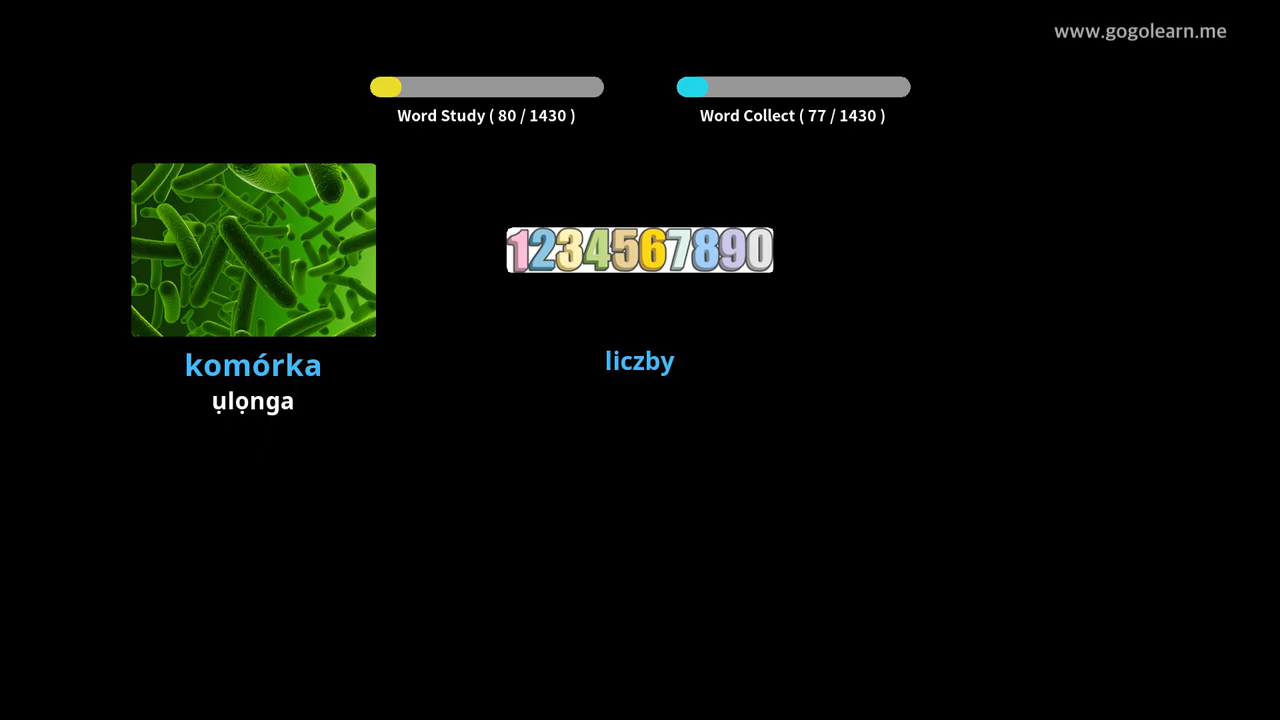 www.gogolearn.me
Word Study ( 80 / 1430 )
Word Collect ( 77 / 1430 )
1234567890
komórka
liczby
ụlọnga